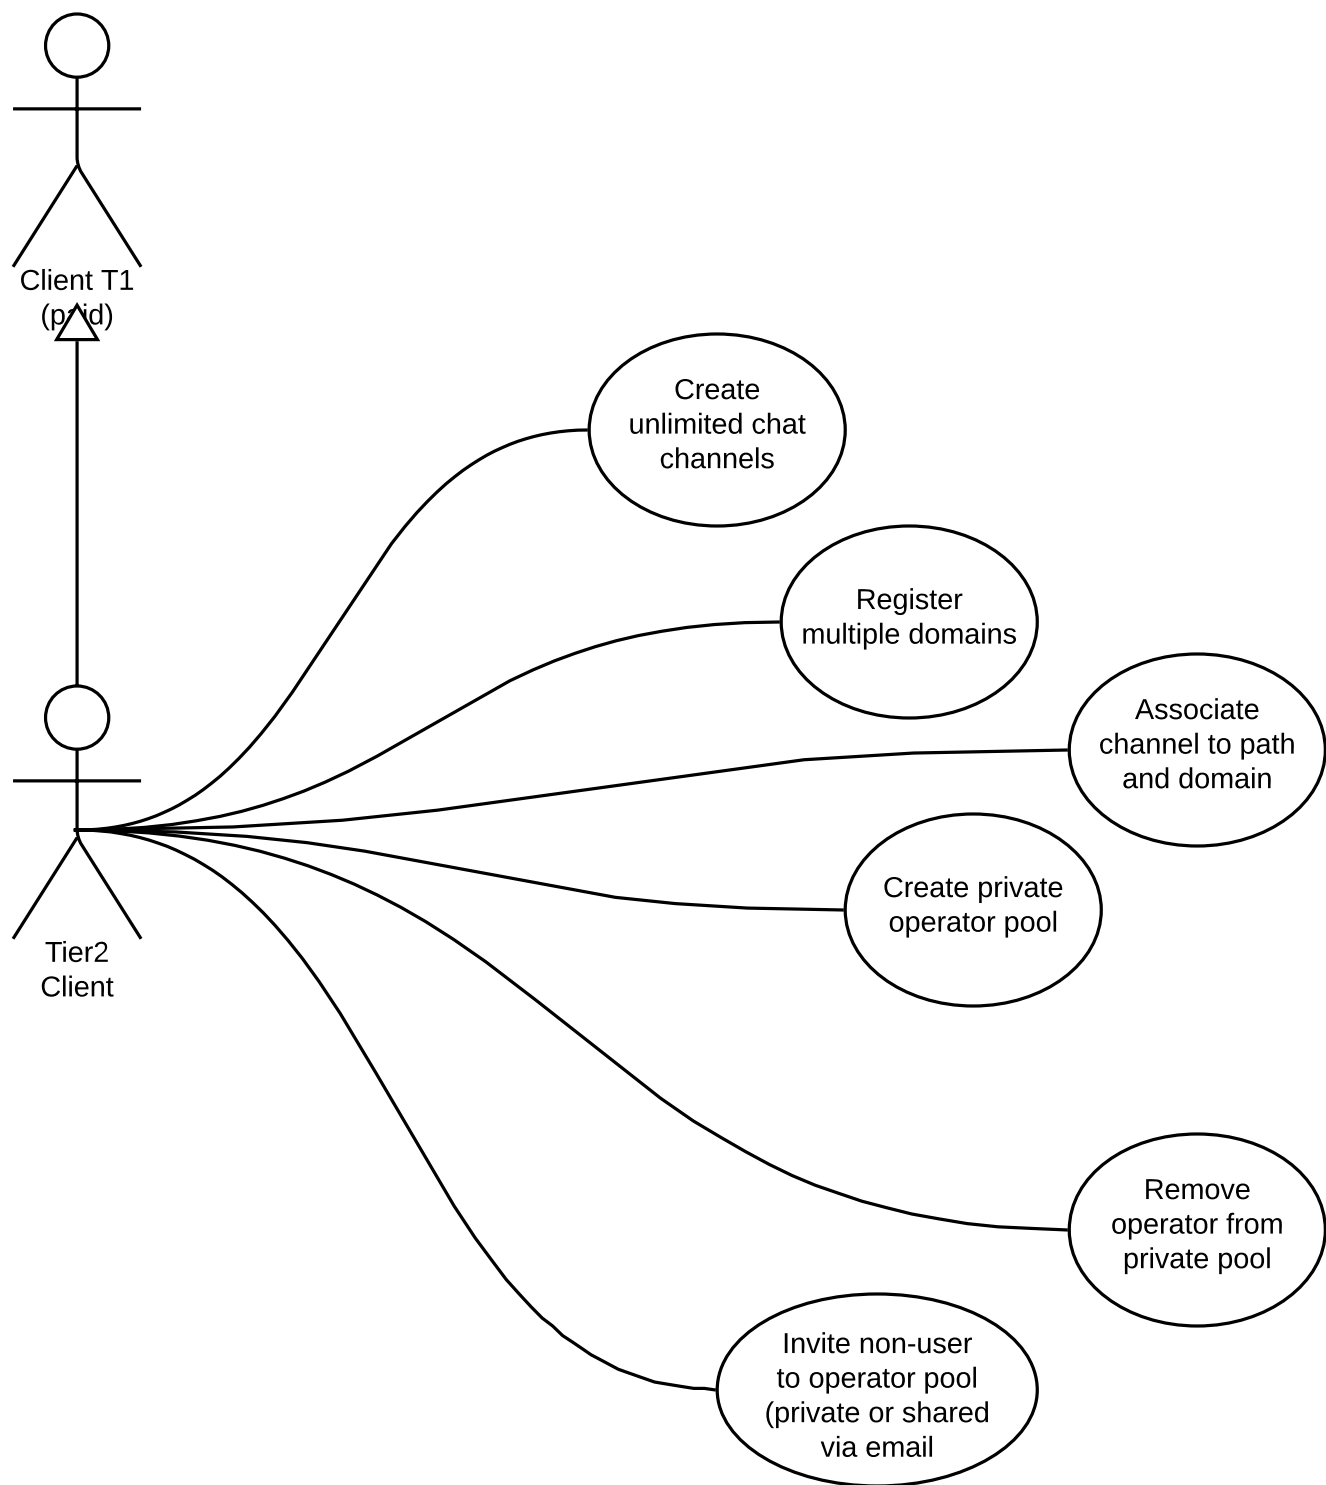 Client T1
(paid)
Create
unlimited chat
channels
Register
multiple domains
Associate
channel to path
and domain
Create private
operator pool
Tier2
Client
Remove
operator from
private pool
Invite non-user
to operator pool
(private or shared
via email